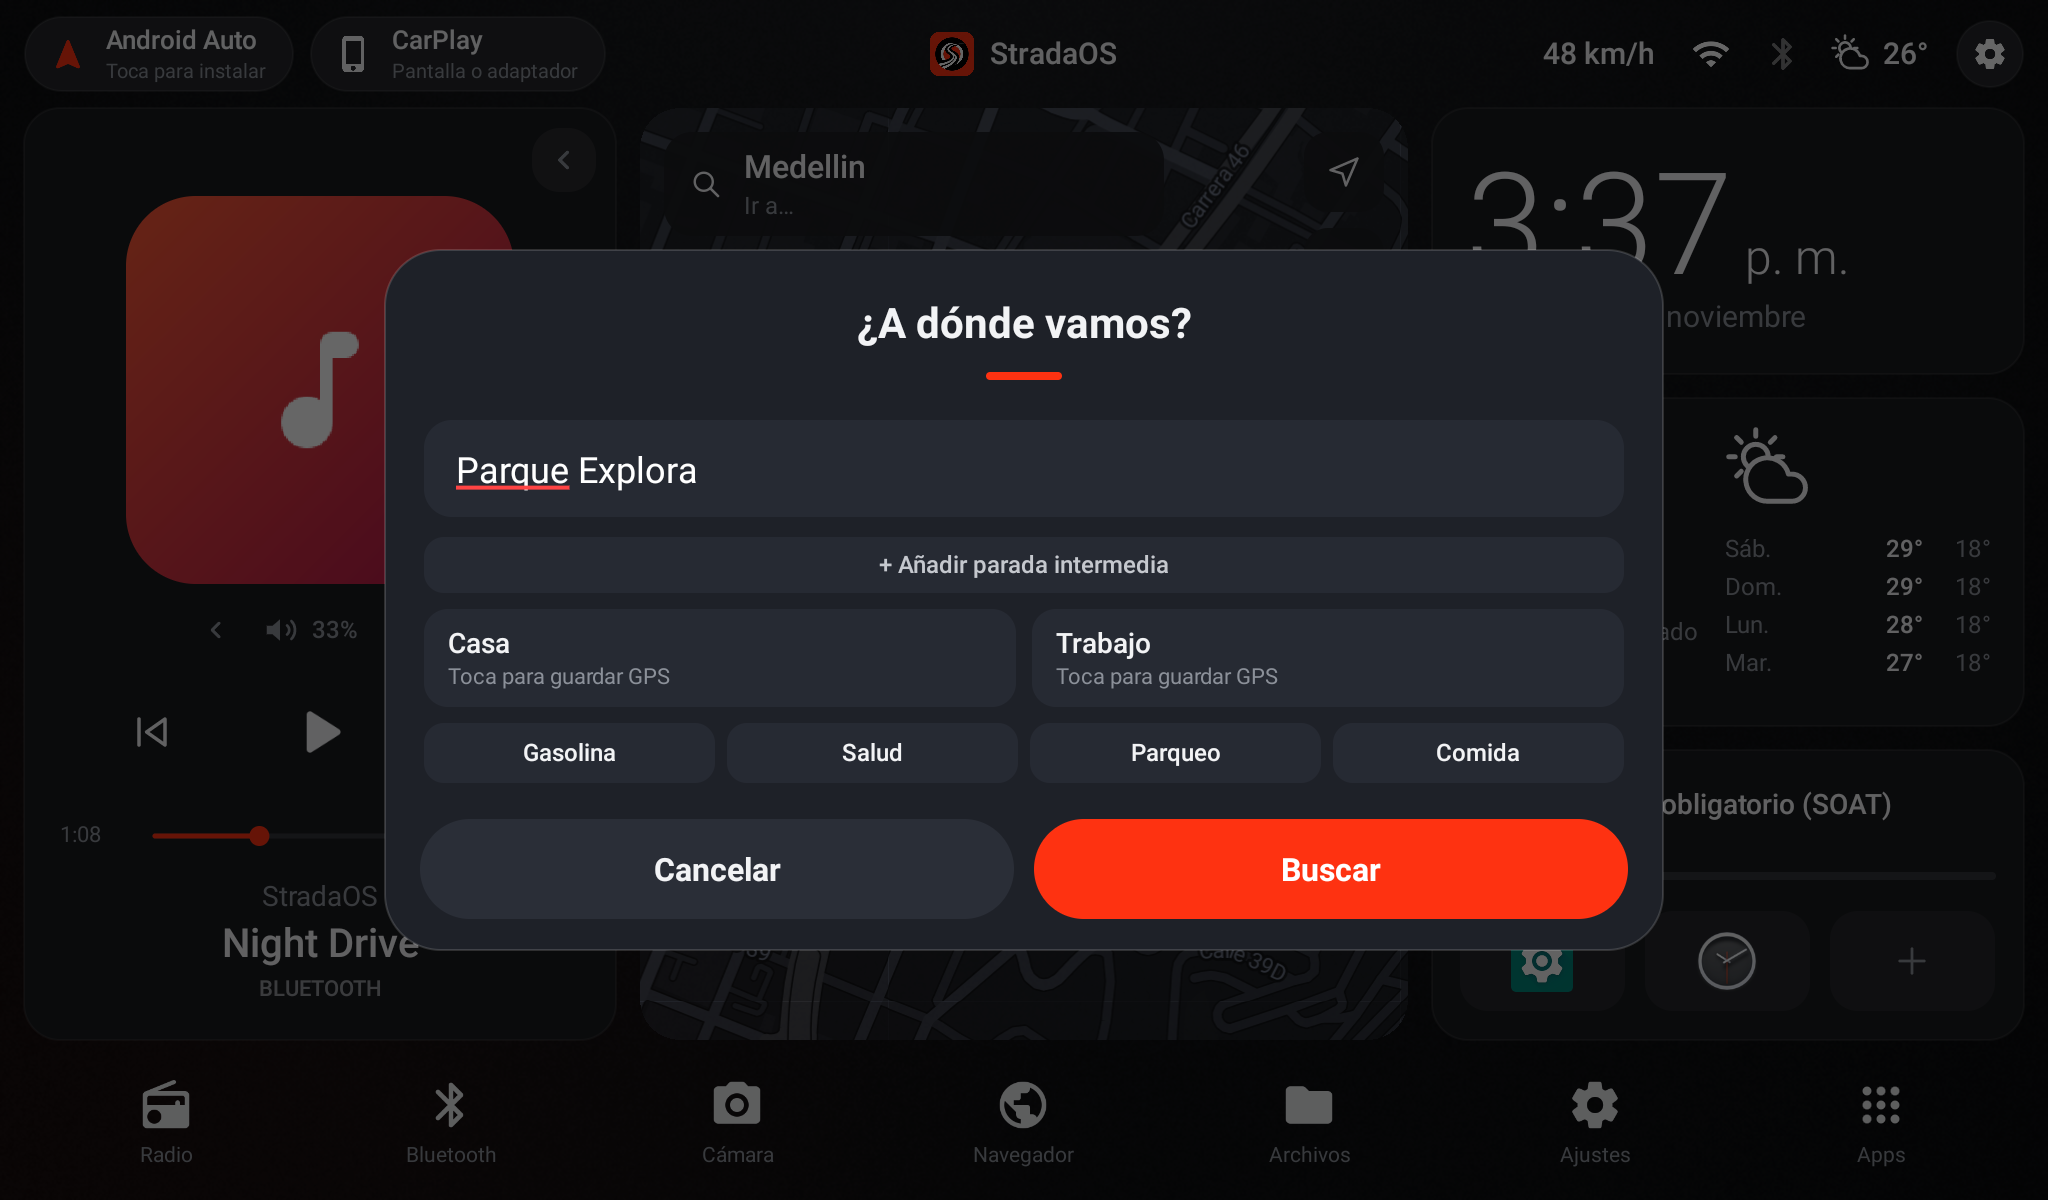 Android Auto
Toca para instalar
CarPlay
Pantalla o adaptador
StradaOS
48 km/h
26°
Medellin
Ir a...
Carrera 46
3:37 p. m.
noviembre
¿A dónde vamos?
Parque Explora
+ Añadir parada intermedia
Casa
Toca para guardar GPS
Trabajo
Toca para guardar GPS
Gasolina
Salud
Parqueo
Comida
Cancelar
Buscar
33%
1:08
StradaOS
Night Drive
BLUETOOTH
Calle 39D
Sáb. 29° 18°
Dom. 29° 18°
Lun. 28° 18°
Mar. 27° 18°
obligatorio (SOAT)
Radio
Bluetooth
Cámara
Navegador
Archivos
Ajustes
Apps